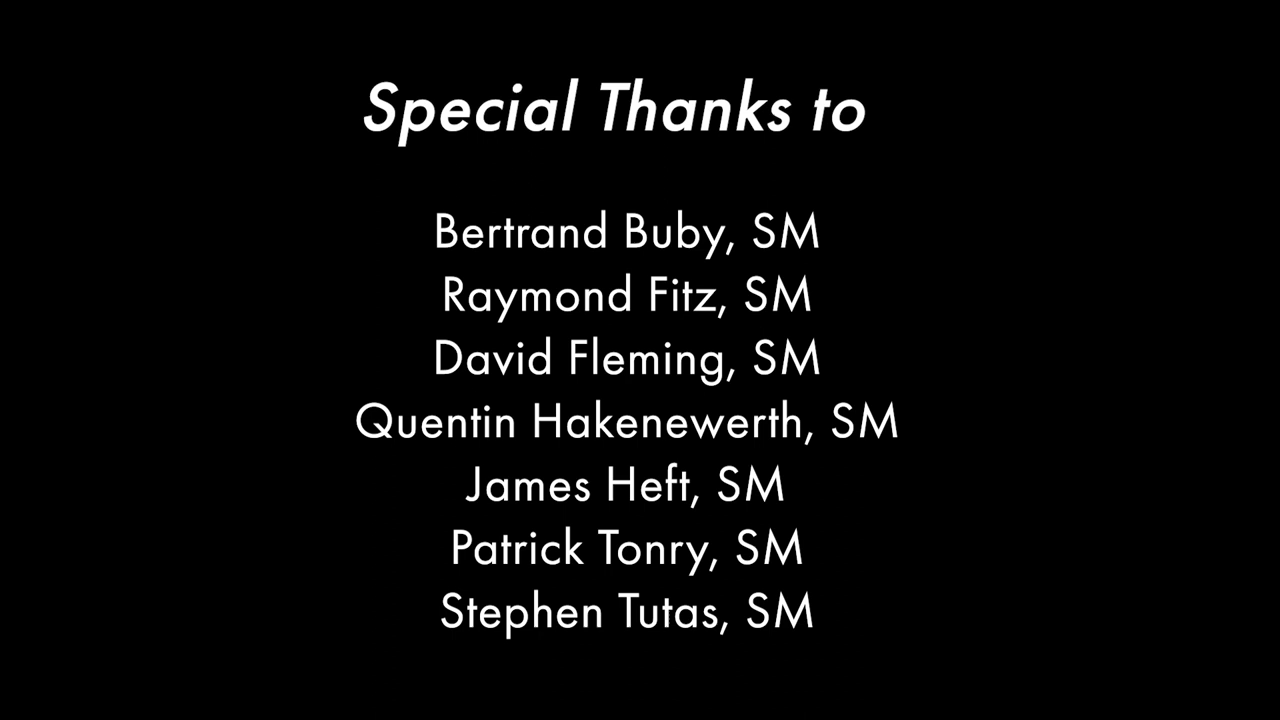 Special Thanks to
Bertrand Buby, SM
Raymond Fitz, SM
David Fleming, SM
Quentin Hakenewerth, SM
James Heft, SM
Patrick Tonry, SM
Stephen Tutas, SM